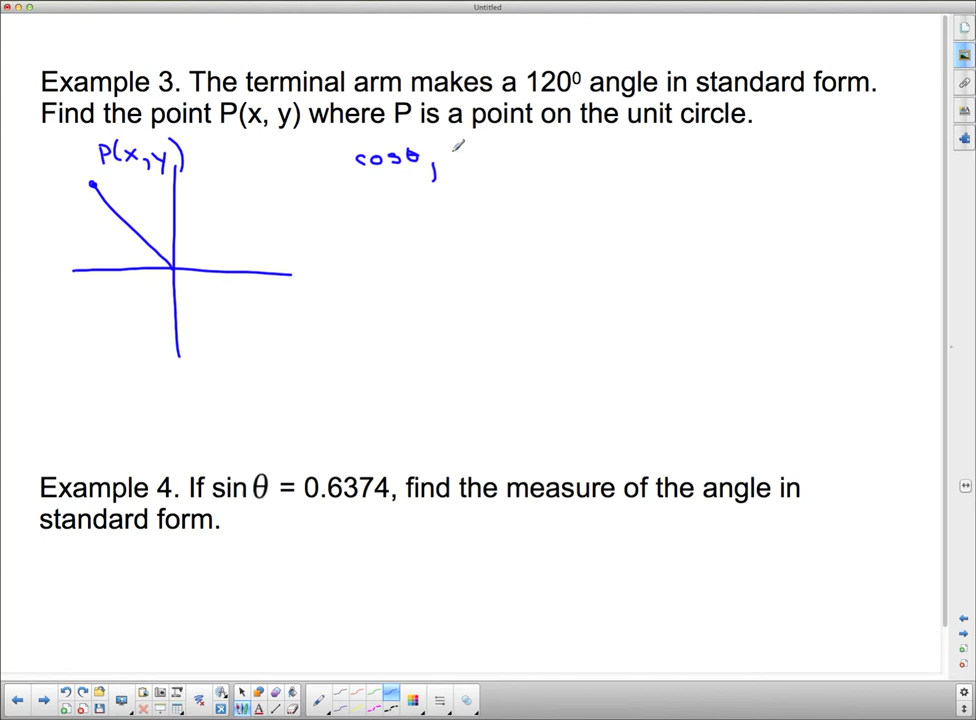 Untitled
Example 3. The terminal arm makes a 120⁰ angle in standard form.
Find the point P(x, y) where P is a point on the unit circle.
P(x,y)
cosθ,
Example 4. If sin θ = 0.6374, find the measure of the angle in
standard form.